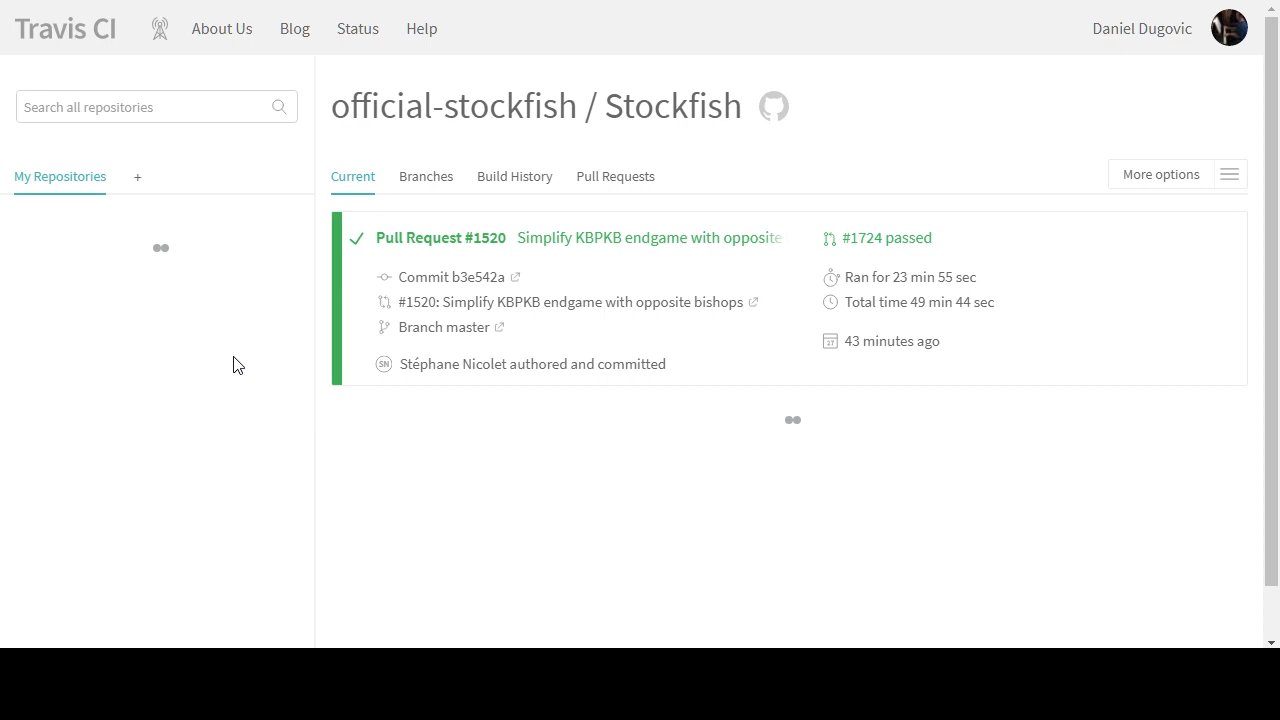 Travis CI
About Us
Blog
Status
Help
Daniel Dugovic
Search all repositories
official-stockfish / Stockfish
My Repositories
+
Current
Branches
Build History
Pull Requests
More options
Pull Request #1520 Simplify KBPKB endgame with opposite
#1724 passed
Commit b3e542a
#1520: Simplify KBPKB endgame with opposite bishops
Branch master
SN Stéphane Nicolet authored and committed
Ran for 23 min 55 sec
Total time 49 min 44 sec
27 43 minutes ago